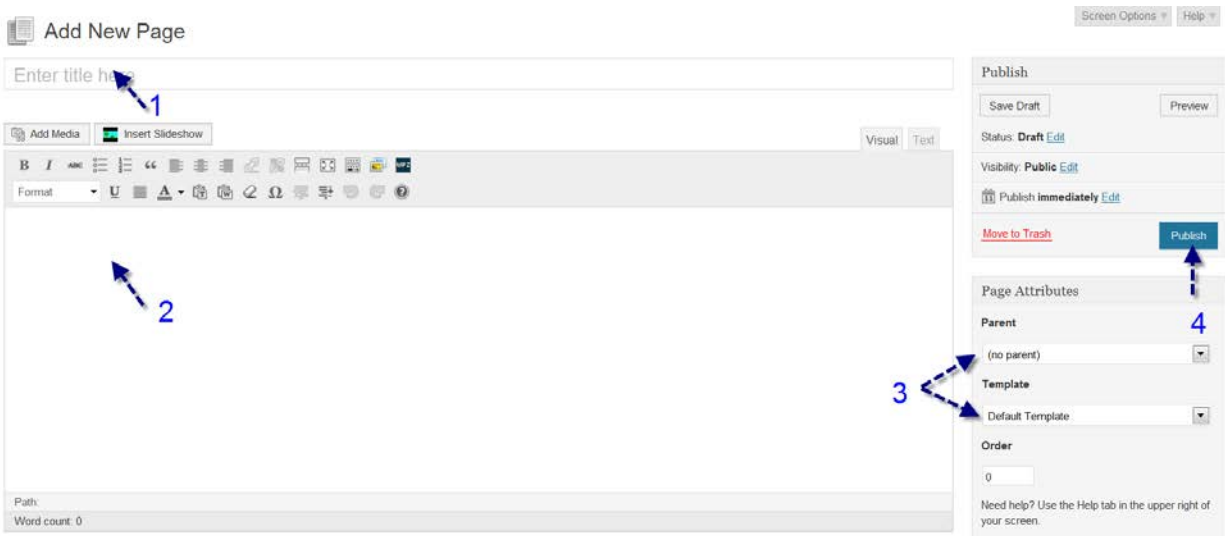 Screen Options Help
Add New Page
Enter title here
1
Add Media Insert Slideshow
Visual Text
B I ABC
Format U A Ω
2
Path:
Word count: 0
Publish
Save Draft Preview
Status: Draft Edit
Visibility: Public Edit
Publish immediately Edit
Move to Trash Publish
4
Page Attributes
Parent
(no parent)
3
Template
Default Template
Order
0
Need help? Use the Help tab in the upper right of
your screen.